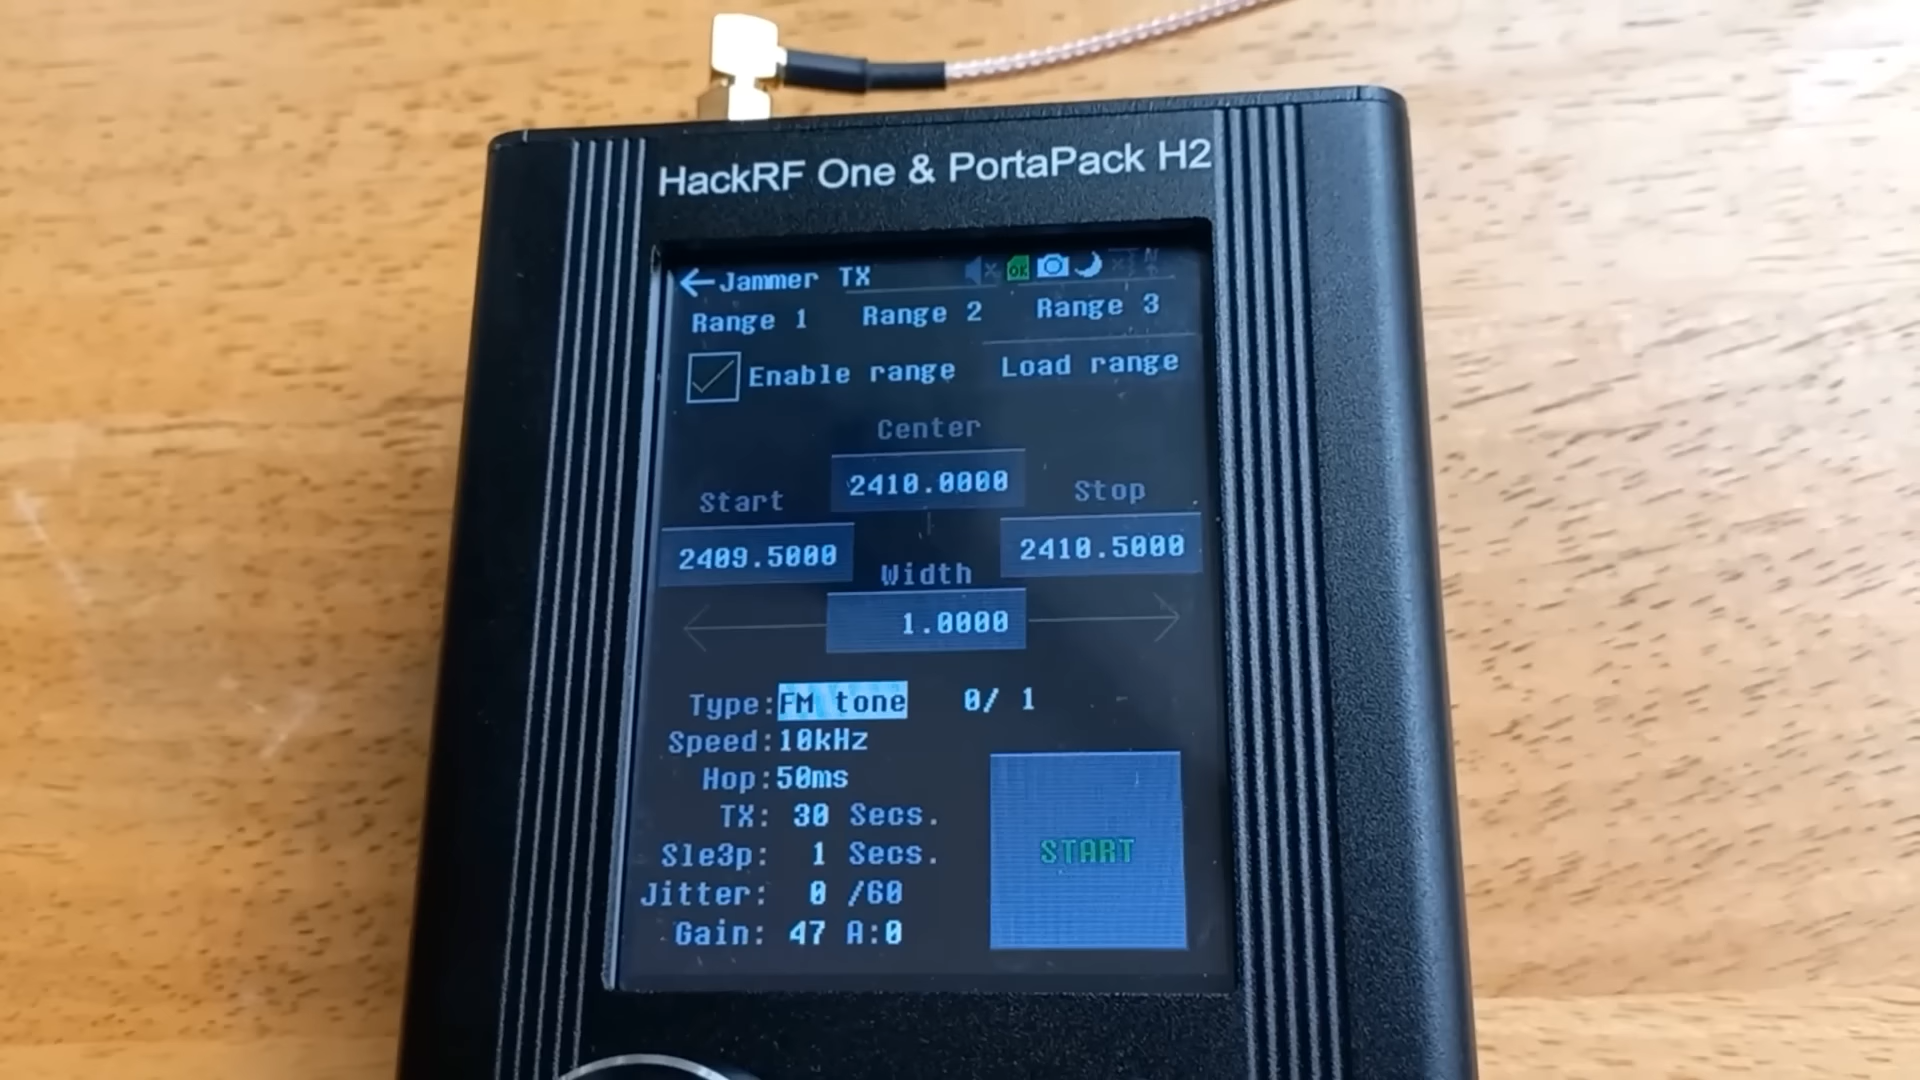 HackRF One & PortaPack H2
Jammer TX
OK
Range 1 Range 2 Range 3
Enable range Load range
Center
2410.0000
Start Stop
2409.5000 2410.5000
Width
1.0000
Type:FM tone 0/ 1
Speed:10kHz
Hop:50ms
TX: 30 Secs.
Sle3p: 1 Secs.
Jitter: 0 /60
Gain: 47 A:0
START